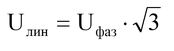 Uлин = Uфаз · √3